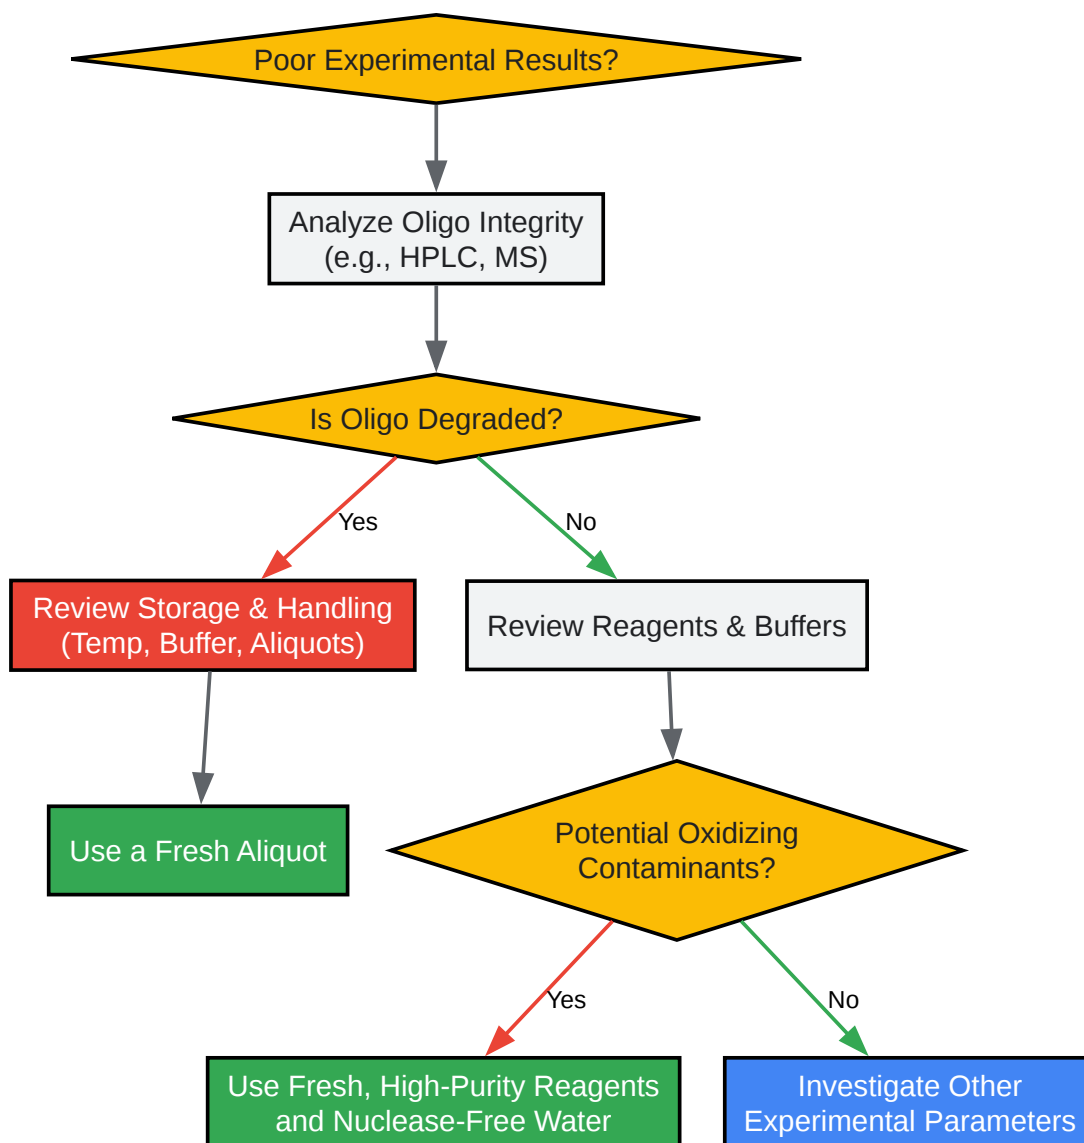 Poor Experimental Results?
Analyze Oligo Integrity
(e.g., HPLC, MS)
Is Oligo Degraded?
Yes
No
Review Storage & Handling
(Temp, Buffer, Aliquots)
Review Reagents & Buffers
Use a Fresh Aliquot
Potential Oxidizing
Contaminants?
Yes
No
Use Fresh, High-Purity Reagents
and Nuclease-Free Water
Investigate Other
Experimental Parameters